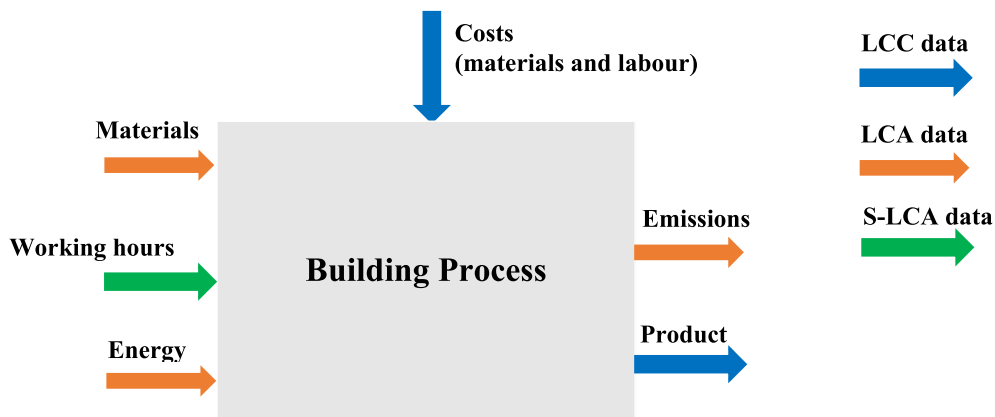 Costs
(materials and labour)
LCC data
Materials
LCA data
Working hours
Emissions
S-LCA data
Building Process
Energy
Product